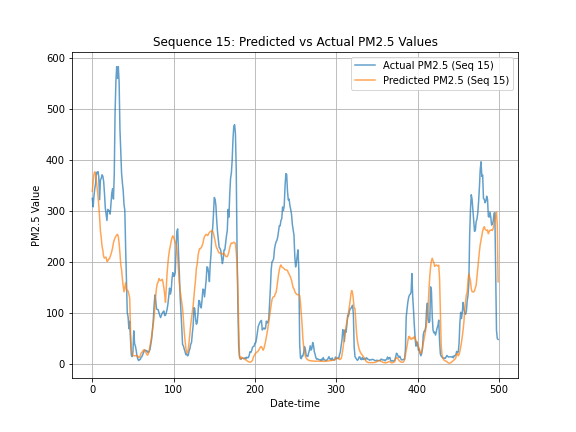 Sequence 15: Predicted vs Actual PM2.5 Values
Actual PM2.5 (Seq 15)
Predicted PM2.5 (Seq 15)
600
500
400
300
200
100
0
PM2.5 Value
0 100 200 300 400 500
Date-time